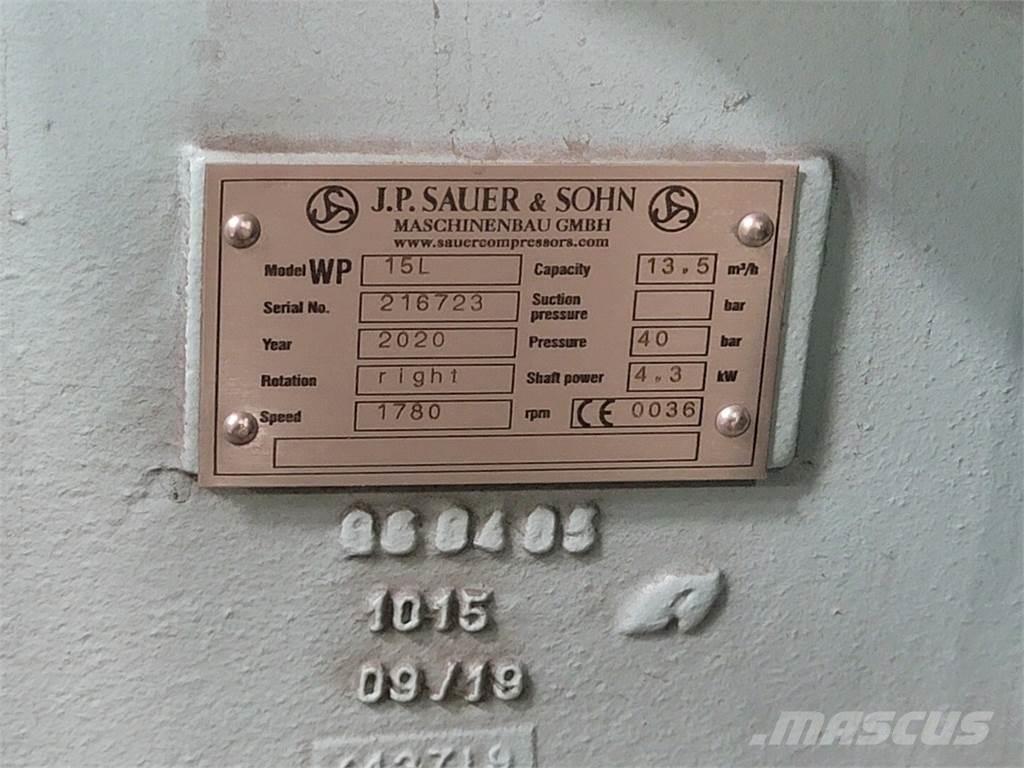 J.P. SAUER & SOHN
MASCHINENBAU GMBH
www.sauercompressors.com
Model WP 15L Capacity 13.5 m³/h
Serial No. 216723 Suction pressure bar
Year 2020 Pressure 40 bar
Rotation right Shaft power 4.3 kW
Speed 1780 rpm CE 0036
1015
09/19
MASCUS